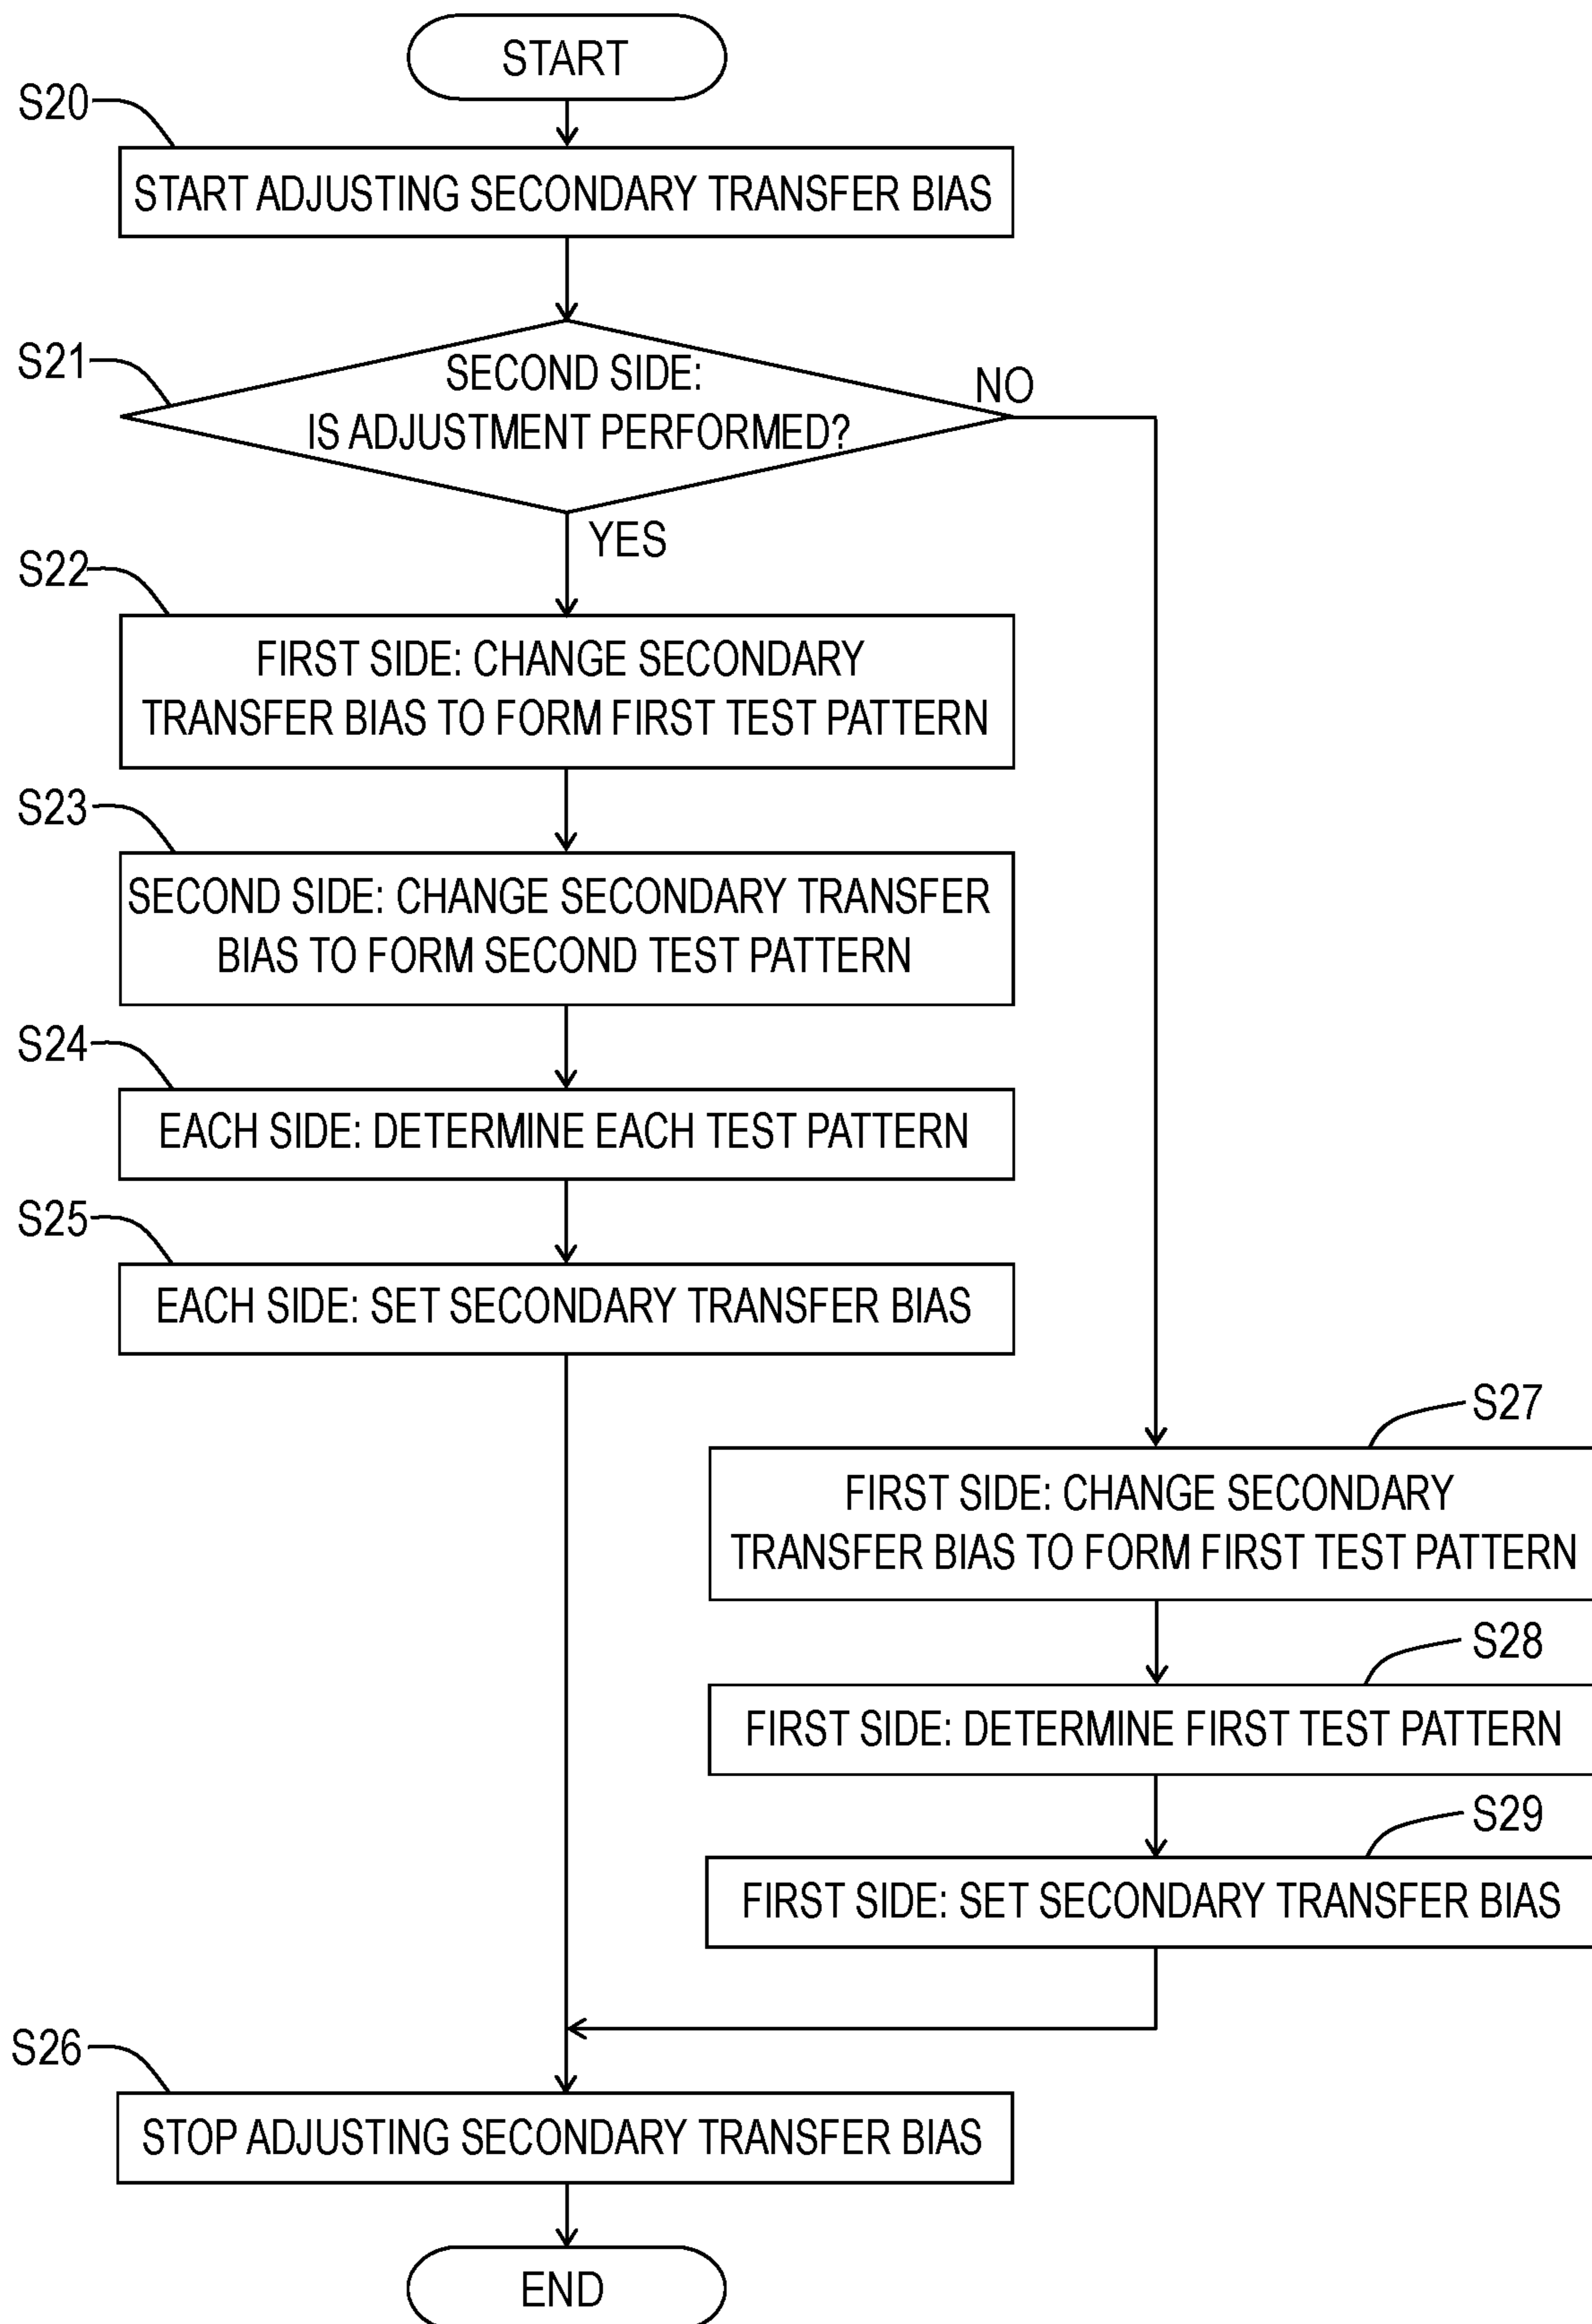 START
S20
START ADJUSTING SECONDARY TRANSFER BIAS
S21
SECOND SIDE:
IS ADJUSTMENT PERFORMED?
NO
YES
S22
FIRST SIDE: CHANGE SECONDARY
TRANSFER BIAS TO FORM FIRST TEST PATTERN
S23
SECOND SIDE: CHANGE SECONDARY TRANSFER
BIAS TO FORM SECOND TEST PATTERN
S24
EACH SIDE: DETERMINE EACH TEST PATTERN
S25
EACH SIDE: SET SECONDARY TRANSFER BIAS
S27
FIRST SIDE: CHANGE SECONDARY
TRANSFER BIAS TO FORM FIRST TEST PATTERN
S28
FIRST SIDE: DETERMINE FIRST TEST PATTERN
S29
FIRST SIDE: SET SECONDARY TRANSFER BIAS
S26
STOP ADJUSTING SECONDARY TRANSFER BIAS
END